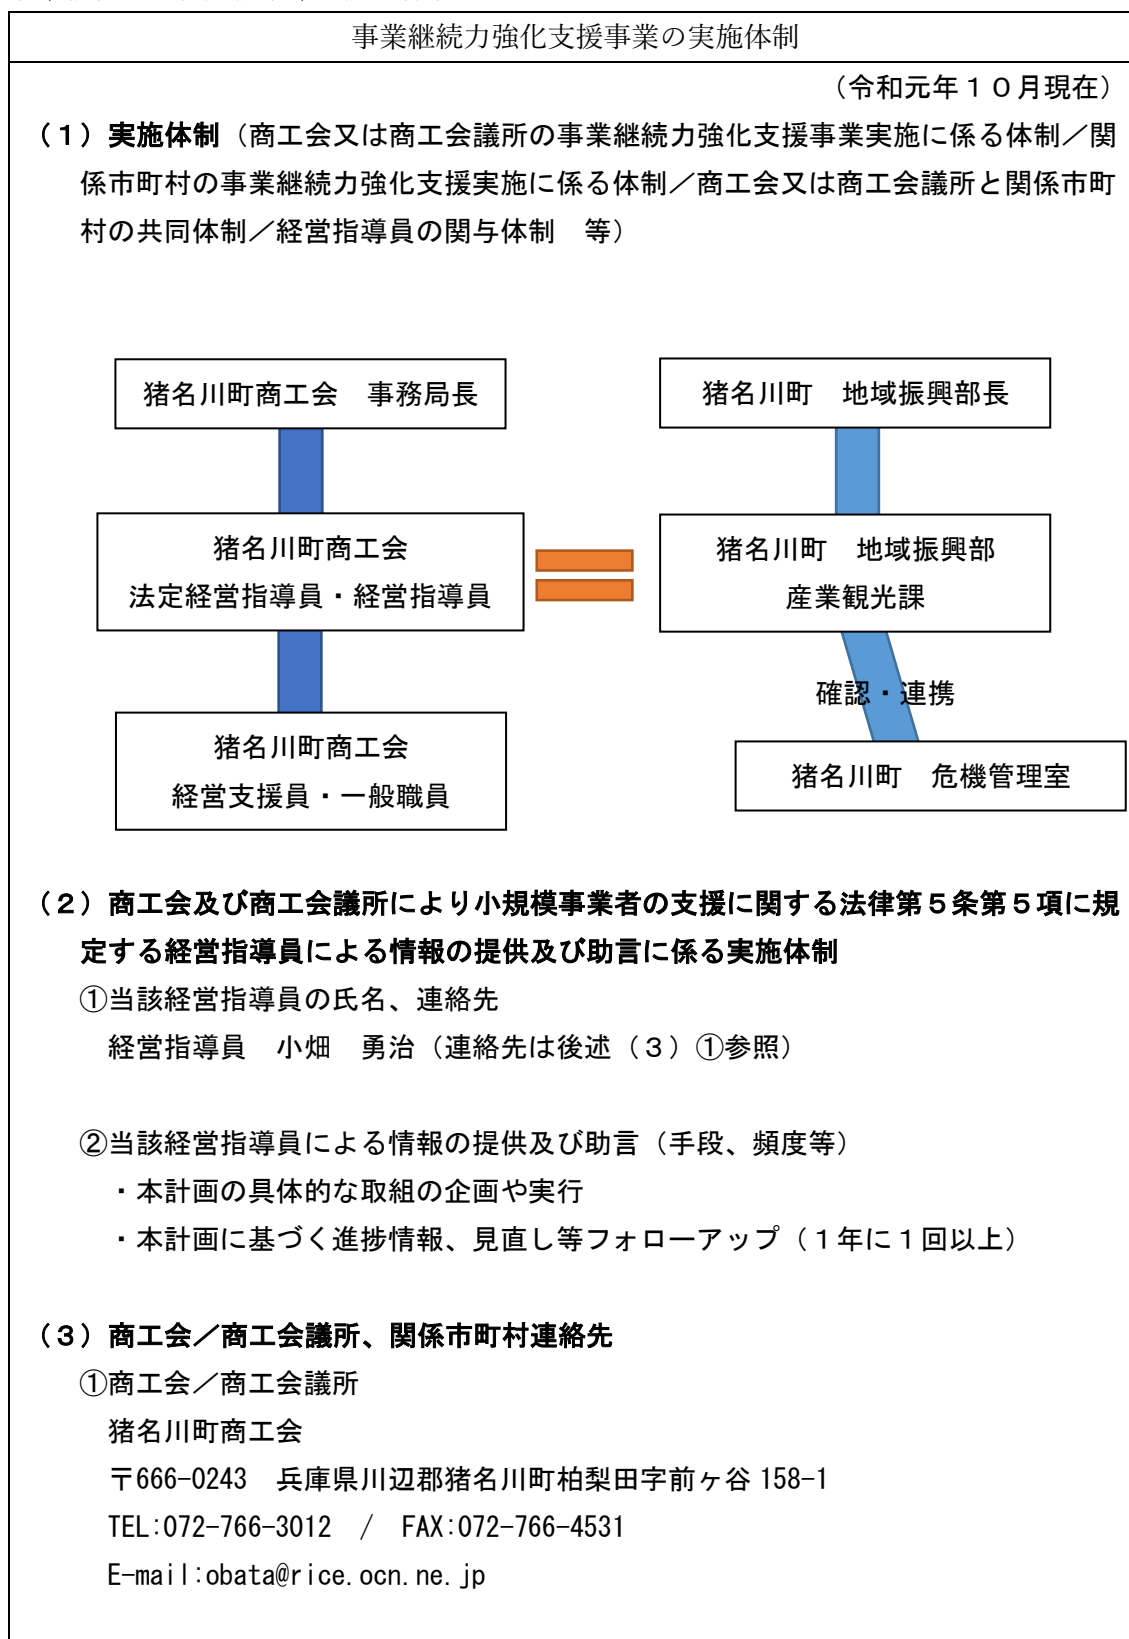 事業継続力強化支援事業の実施体制
（令和元年１０月現在）
（１）実施体制（商工会又は商工会議所の事業継続力強化支援事業実施に係る体制／関
係市町村の事業継続力強化支援実施に係る体制／商工会又は商工会議所と関係市町
村の共同体制／経営指導員の関与体制　等）
猪名川町商工会　事務局長
猪名川町　地域振興部長
猪名川町商工会
法定経営指導員・経営指導員
猪名川町　地域振興部
産業観光課
確認・連携
猪名川町商工会
経営支援員・一般職員
猪名川町　危機管理室
（２）商工会及び商工会議所により小規模事業者の支援に関する法律第５条第５項に規
定する経営指導員による情報の提供及び助言に係る実施体制
①当該経営指導員の氏名、連絡先
経営指導員　小畑　勇治（連絡先は後述（３）①参照）
②当該経営指導員による情報の提供及び助言（手段、頻度等）
・本計画の具体的な取組の企画や実行
・本計画に基づく進捗情報、見直し等フォローアップ（１年に１回以上）
（３）商工会／商工会議所、関係市町村連絡先
①商工会／商工会議所
猪名川町商工会
〒666-0243　兵庫県川辺郡猪名川町柏梨田字前ヶ谷 158-1
TEL:072-766-3012　/　FAX:072-766-4531
E-mail:obata@rice.ocn.ne.jp